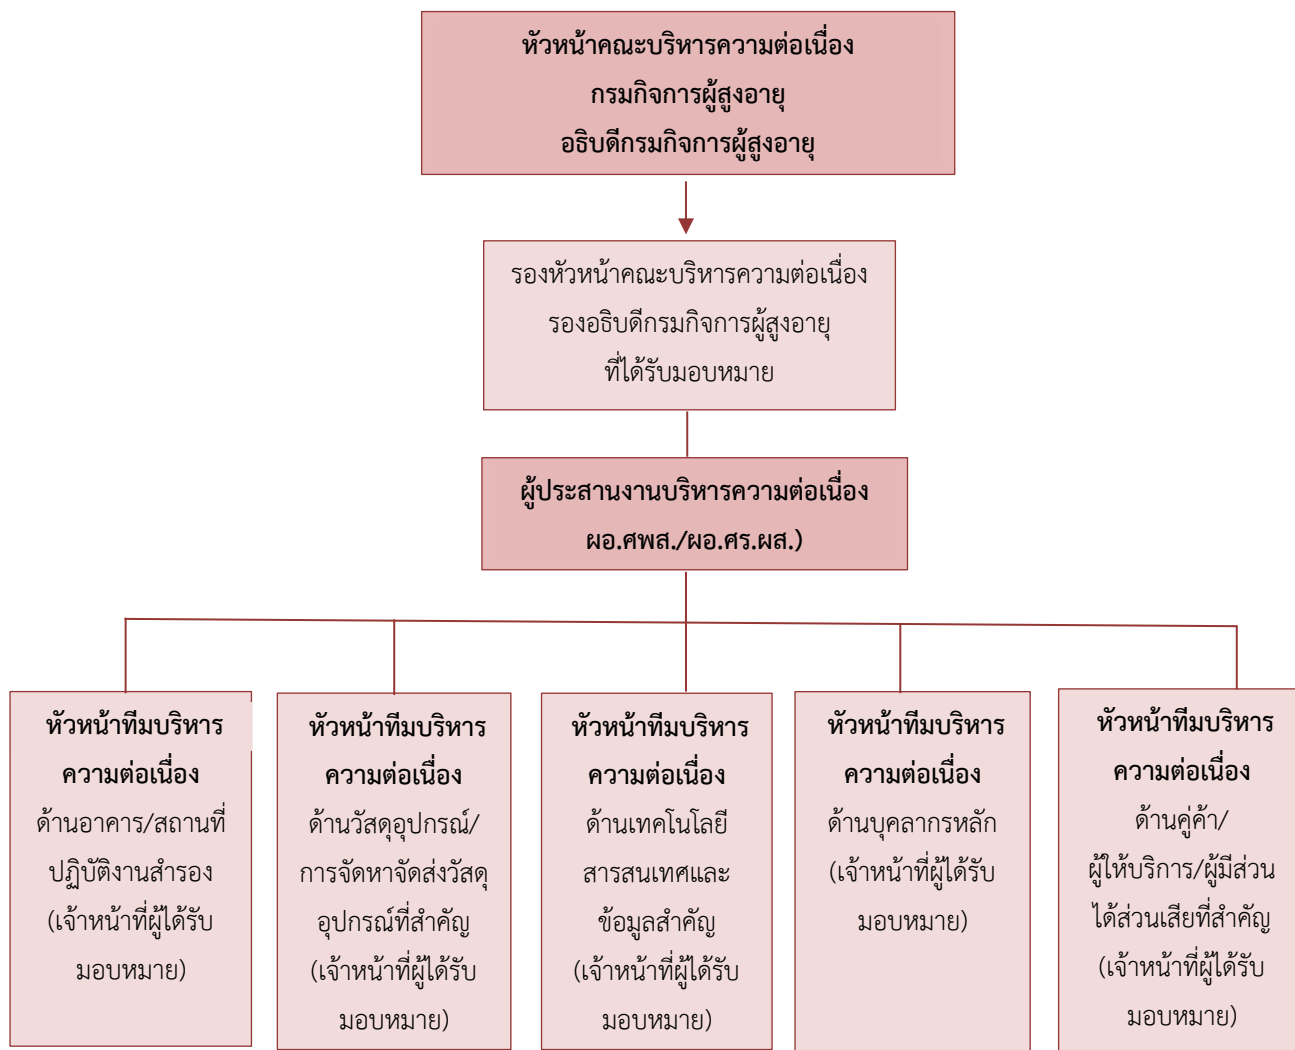 หัวหน้าคณะบริหารความต่อเนื่อง
กรมกิจการผู้สูงอายุ
อธิบดีกรมกิจการผู้สูงอายุ
รองหัวหน้าคณะบริหารความต่อเนื่อง
รองอธิบดีกรมกิจการผู้สูงอายุ
ที่ได้รับมอบหมาย
ผู้ประสานงานบริหารความต่อเนื่อง
ผอ.ศพส./ผอ.ศร.ผส.)
หัวหน้าทีมบริหาร
ความต่อเนื่อง
ด้านอาคาร/สถานที่
ปฏิบัติงานสำรอง
(เจ้าหน้าที่ผู้ได้รับ
มอบหมาย)
หัวหน้าทีมบริหาร
ความต่อเนื่อง
ด้านวัสดุอุปกรณ์/
การจัดหาจัดส่งวัสดุ
อุปกรณ์ที่สำคัญ
(เจ้าหน้าที่ผู้ได้รับ
มอบหมาย)
หัวหน้าทีมบริหาร
ความต่อเนื่อง
ด้านเทคโนโลยี
สารสนเทศและ
ข้อมูลสำคัญ
(เจ้าหน้าที่ผู้ได้รับ
มอบหมาย)
หัวหน้าทีมบริหาร
ความต่อเนื่อง
ด้านบุคลากรหลัก
(เจ้าหน้าที่ผู้ได้รับ
มอบหมาย)
หัวหน้าทีมบริหาร
ความต่อเนื่อง
ด้านคู่ค้า/
ผู้ให้บริการ/ผู้มีส่วน
ได้ส่วนเสียที่สำคัญ
(เจ้าหน้าที่ผู้ได้รับ
มอบหมาย)